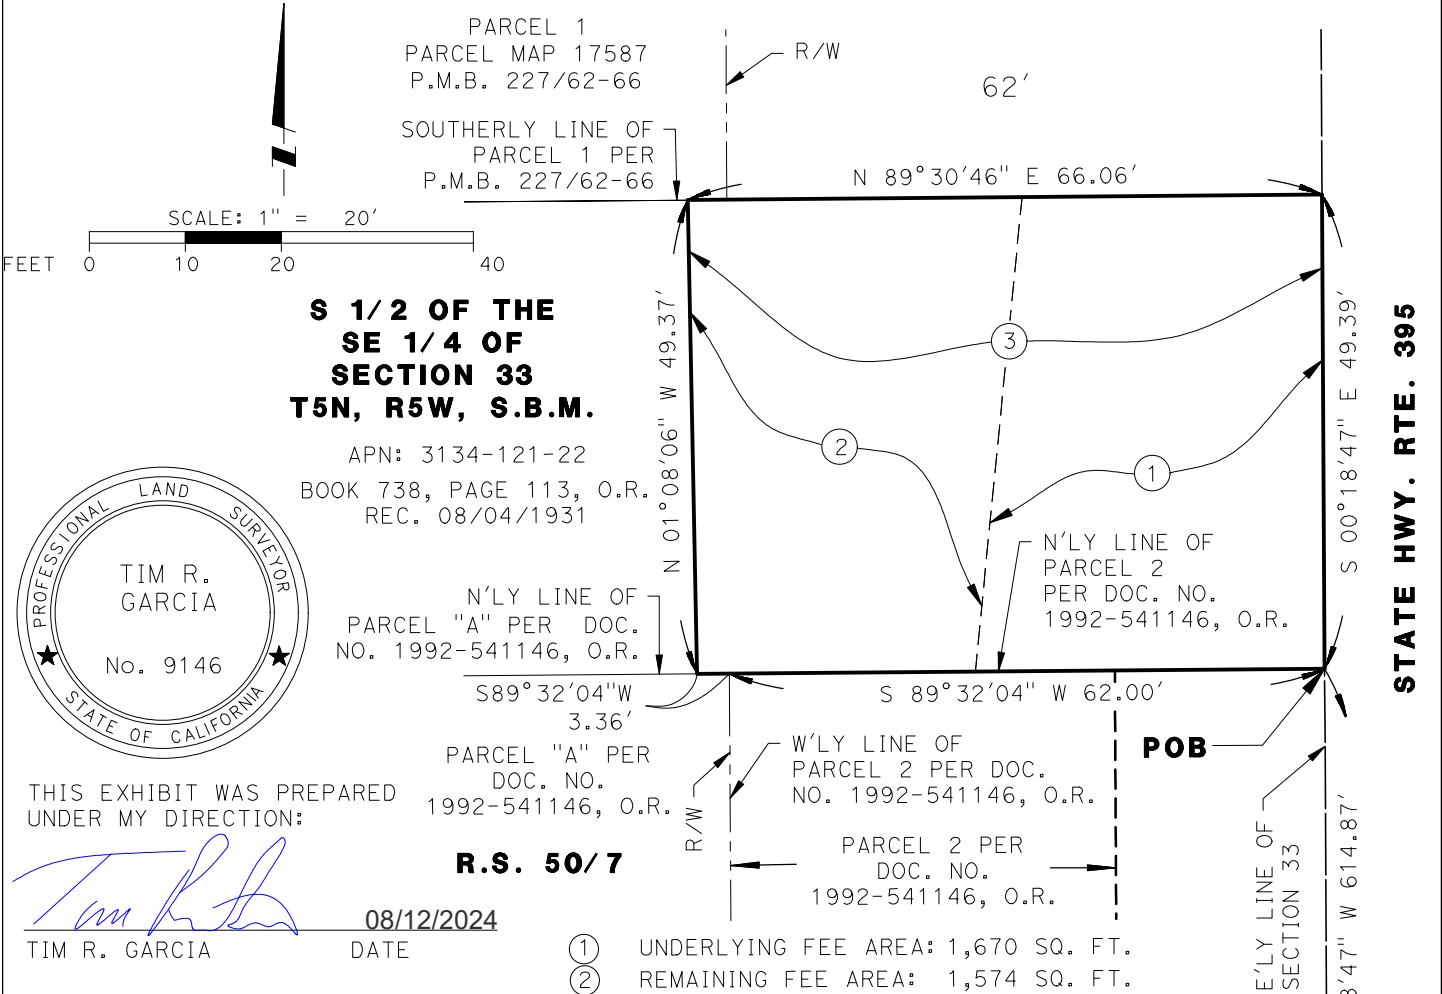 PARCEL 1
PARCEL MAP 17587
P.M.B. 227/62-66
R/W
62'
SOUTHERLY LINE OF
PARCEL 1 PER
P.M.B. 227/62-66
N 89°30'46" E 66.06'
SCALE: 1" = 20'
FEET 0 10 20 40
S 1/2 OF THE
SE 1/4 OF
SECTION 33
T5N, R5W, S.B.M.
APN: 3134-121-22
BOOK 738, PAGE 113, O.R.
REC. 08/04/1931
N 01°08'06" W 49.37'
3
2
1
S 00°18'47" E 49.39'
STATE HWY. RTE. 395
PROFESSIONAL LAND SURVEYOR
TIM R.
GARCIA
No. 9146
STATE OF CALIFORNIA
N'LY LINE OF
PARCEL "A" PER DOC.
NO. 1992-541146, O.R.
N'LY LINE OF
PARCEL 2
PER DOC. NO.
1992-541146, O.R.
S89°32'04"W
3.36'
S 89°32'04" W 62.00'
POB
PARCEL "A" PER
DOC. NO.
1992-541146, O.R.
R/W
W'LY LINE OF
PARCEL 2 PER DOC.
NO. 1992-541146, O.R.
PARCEL 2 PER
DOC. NO.
1992-541146, O.R.
R.S. 50/7
E'LY LINE OF
SECTION 33
8'47" W 614.87'
THIS EXHIBIT WAS PREPARED
UNDER MY DIRECTION:
08/12/2024
TIM R. GARCIA DATE
1 UNDERLYING FEE AREA: 1,670 SQ. FT.
2 REMAINING FEE AREA: 1,574 SQ. FT.